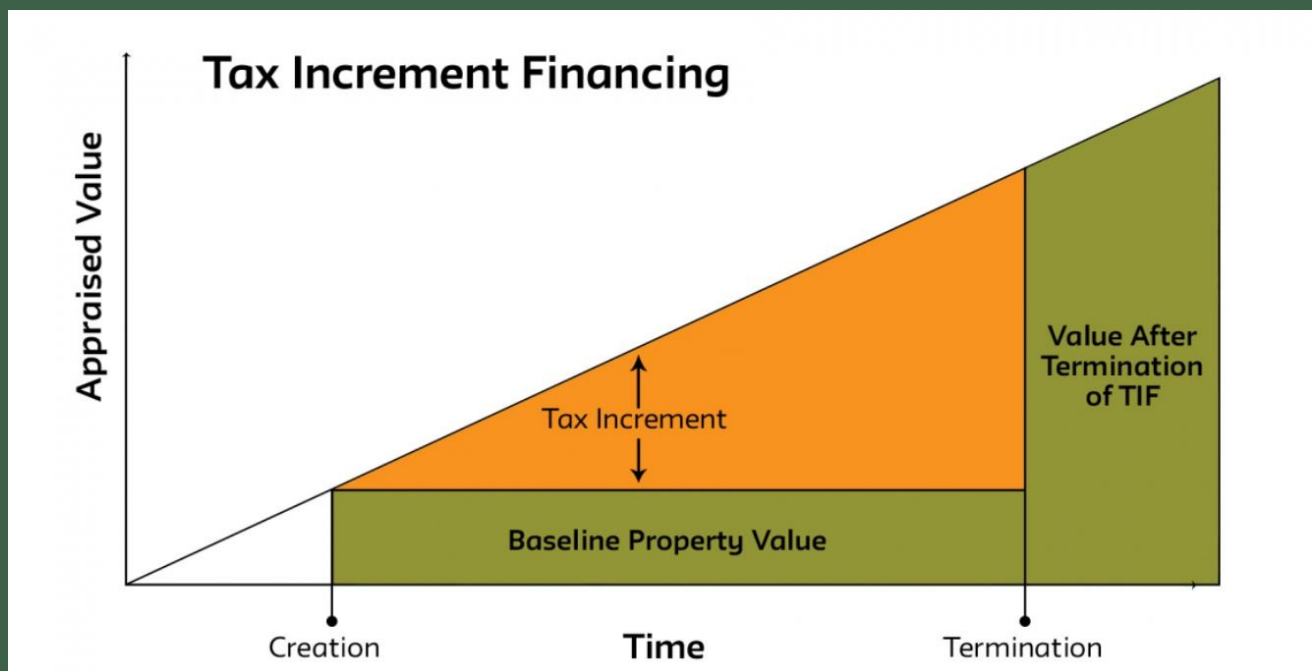 Tax Increment Financing
Appraised Value
Tax Increment
Value After
Termination
of TIF
Baseline Property Value
Creation
Time
Termination